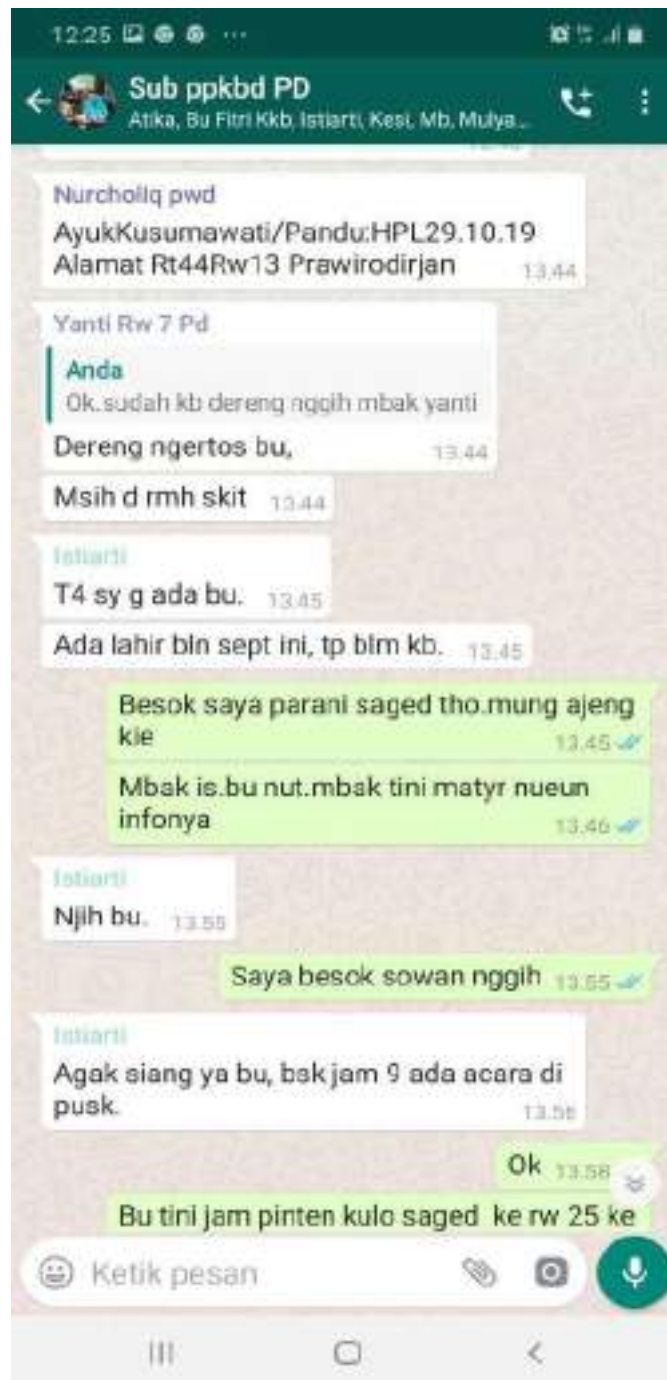 12.25
Sub ppkbd PD
Atika, Bu Fitri Kkb, Istiarti, Kesi, Mb, Mulya...
Nurcholiq pwd
AyukKusumawati/Pandu:HPL29.10.19
Alamat Rt44Rw13 Prawirodirjan 13.44
Yanti Rw 7 Pd
Anda
Ok.sudah kb dereng nggih mbak yanti
Dereng ngertos bu, 13.44
Msih d rmh skit 13.44
Istiarti
T4 sy g ada bu. 13.45
Ada lahir bln sept ini, tp blm kb. 13.45
Besok saya parani saged tho.mung ajeng
kie 13.45
Mbak is.bu nut.mbak tini matyr nueun
infonya 13.46
Istiarti
Njih bu. 13.55
Saya besok sowan nggih 13.55
Istiarti
Agak siang ya bu, bsk jam 9 ada acara di
pusk. 13.56
Ok 13.58
Bu tini jam pinten kulo saged ke rw 25 ke
Ketik pesan